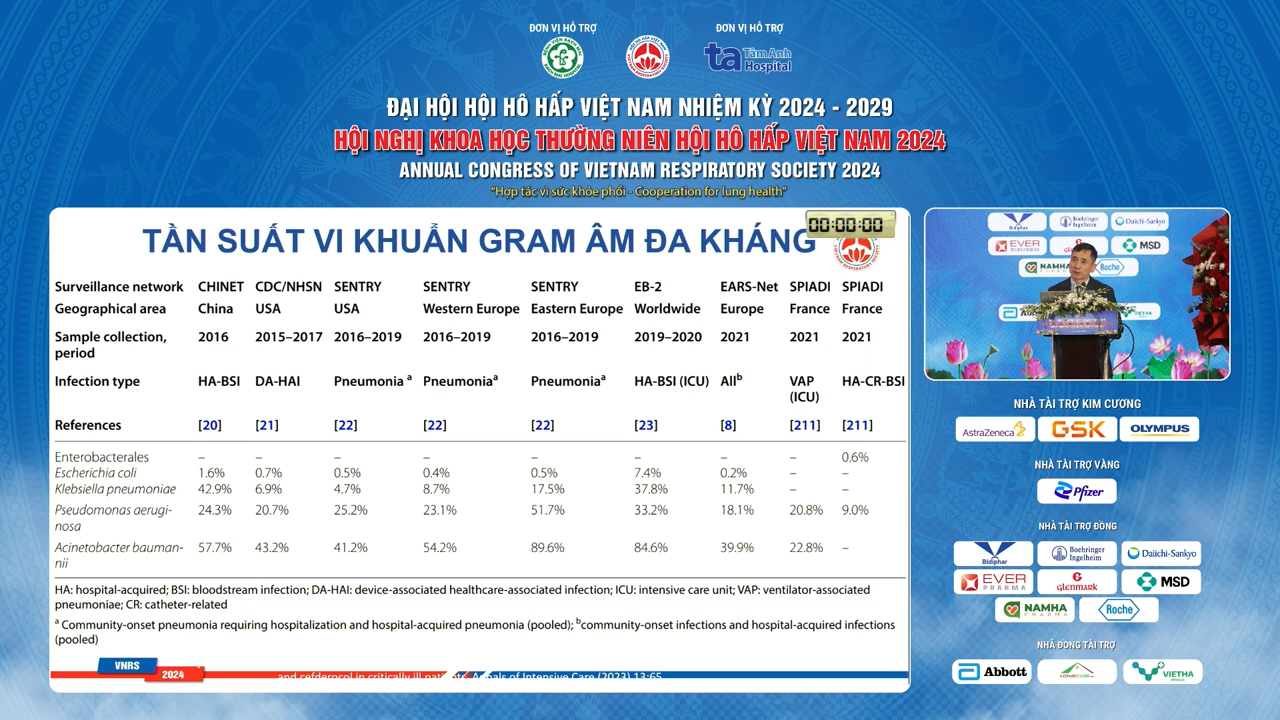 ĐƠN VỊ HỖ TRỢ
ĐƠN VỊ HỖ TRỢ
ta TâmAnh Hospital
ĐẠI HỘI HỘI HÔ HẤP VIỆT NAM NHIỆM KỲ 2024 - 2029
HỘI NGHỊ KHOA HỌC THƯỜNG NIÊN HỘI HÔ HẤP VIỆT NAM 2024
ANNUAL CONGRESS OF VIETNAM RESPIRATORY SOCIETY 2024
“Hợp tác vì sức khỏe phổi - Cooperation for lung health”
00:00:00
TẦN SUẤT VI KHUẨN GRAM ÂM ĐA KHÁNG
Surveillance network CHINET CDC/NHSN SENTRY SENTRY SENTRY EB-2 EARS-Net SPIADI SPIADI
Geographical area China USA USA Western Europe Eastern Europe Worldwide Europe France France
Sample collection, 2016 2015–2017 2016–2019 2016–2019 2016–2019 2019–2020 2021 2021 2021
period
Infection type HA-BSI DA-HAI Pneumonia a Pneumoniaa Pneumoniaa HA-BSI (ICU) Allb VAP HA-CR-BSI
(ICU)
References [20] [21] [22] [22] [22] [23] [8] [211] [211]
Enterobacterales – – – – – – – – 0.6%
Escherichia coli 1.6% 0.7% 0.5% 0.4% 0.5% 7.4% 0.2% – –
Klebsiella pneumoniae 42.9% 6.9% 4.7% 8.7% 17.5% 37.8% 11.7% – –
Pseudomonas aerugi- 24.3% 20.7% 25.2% 23.1% 51.7% 33.2% 18.1% 20.8% 9.0%
nosa
Acinetobacter bauman- 57.7% 43.2% 41.2% 54.2% 89.6% 84.6% 39.9% 22.8% –
nii
HA: hospital-acquired; BSI: bloodstream infection; DA-HAI: device-associated healthcare-associated infection; ICU: intensive care unit; VAP: ventilator-associated
pneumoniae; CR: catheter-related
a Community-onset pneumonia requiring hospitalization and hospital-acquired pneumonia (pooled); bcommunity-onset infections and hospital-acquired infections
(pooled)
VNRS
2024
and cefderocol in critically ill patients. Annals of Intensive Care (2023) 13:65
Bidiphar Boehringer Ingelheim Daiichi-Sankyo
EVER MSD
NAMHA Roche
NHÀ TÀI TRỢ KIM CƯƠNG
AstraZeneca GSK OLYMPUS
NHÀ TÀI TRỢ VÀNG
Pfizer
NHÀ TÀI TRỢ ĐỒNG
Bidiphar Boehringer Ingelheim Daiichi-Sankyo
EVER PHARMA glenmark MSD
NAMHA PHARMA Roche
NHÀ ĐỒNG TÀI TRỢ
Abbott HOMECARE VIETHA